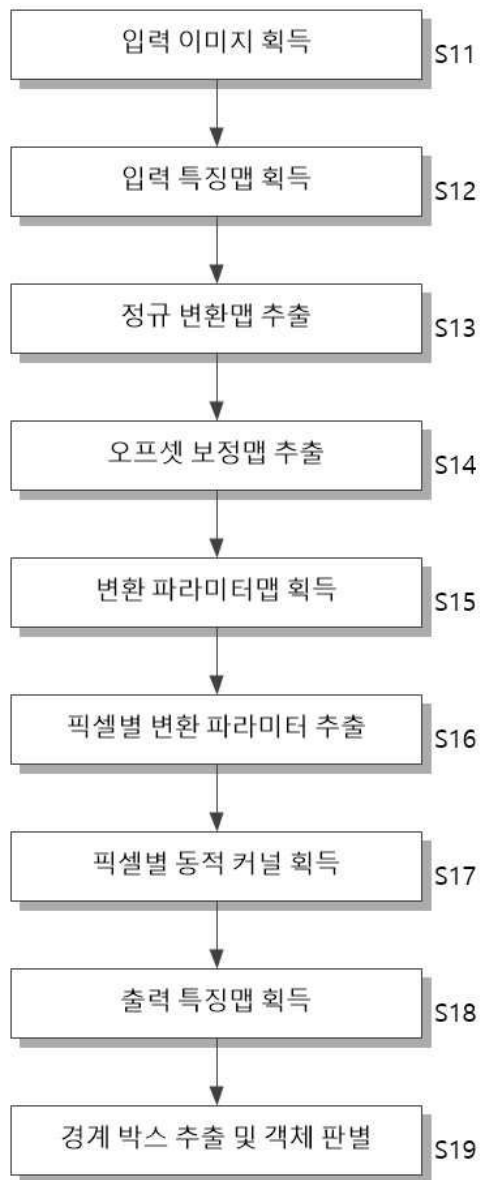 입력 이미지 획득
S11
입력 특징맵 획득
S12
정규 변환맵 추출
S13
오프셋 보정맵 추출
S14
변환 파라미터맵 획득
S15
픽셀별 변환 파라미터 추출
S16
픽셀별 동적 커널 획득
S17
출력 특징맵 획득
S18
경계 박스 추출 및 객체 판별
S19